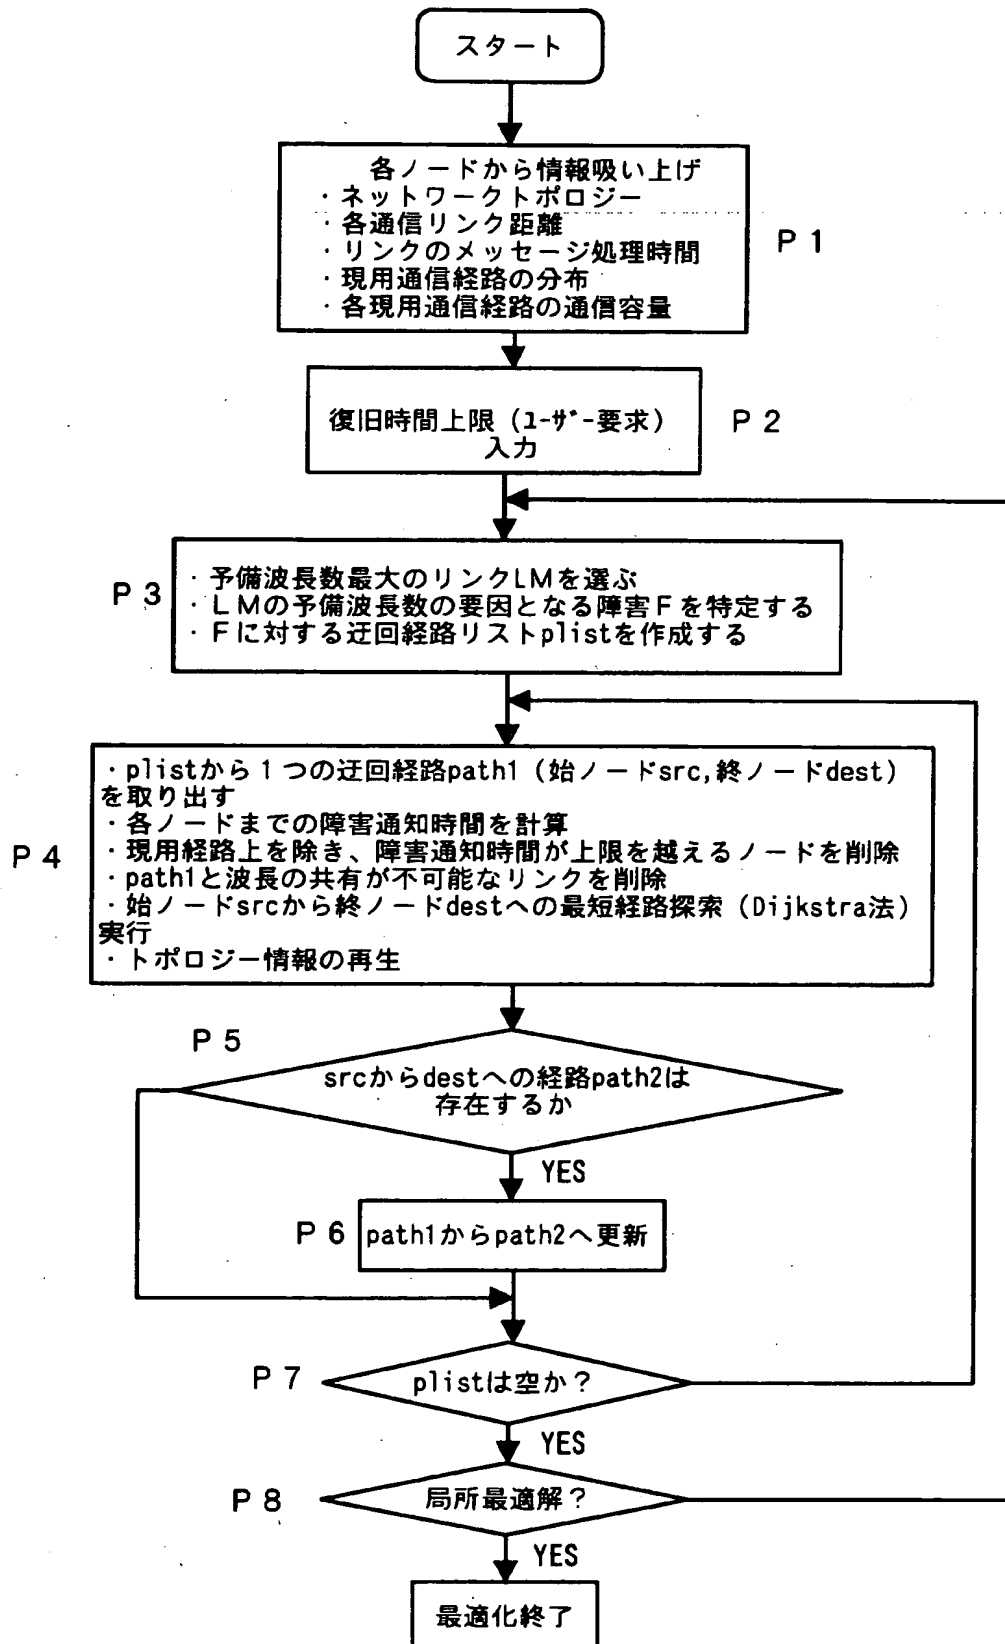 スタート
各ノードから情報吸い上げ
・ネットワークトポロジー
・各通信リンク距離
・リンクのメッセージ処理時間
・現用通信経路の分布
・各現用通信経路の通信容量
P 1
復旧時間上限（ﾕｰｻﾞｰ要求）
入力
P 2
P 3
・予備波長数最大のリンクLMを選ぶ
・ＬＭの予備波長数の要因となる障害Ｆを特定する
・Ｆに対する迂回経路リストplistを作成する
P 4
・plistから１つの迂回経路path1（始ノードsrc,終ノードdest）
を取り出す
・各ノードまでの障害通知時間を計算
・現用経路上を除き、障害通知時間が上限を越えるノードを削除
・path1と波長の共有が不可能なリンクを削除
・始ノードsrcから終ノードdestへの最短経路探索（Dijkstra法）
実行
・トポロジー情報の再生
P 5
srcからdestへの経路path2は
存在するか
YES
P 6
path1からpath2へ更新
P 7
plistは空か？
YES
P 8
局所最適解？
YES
最適化終了